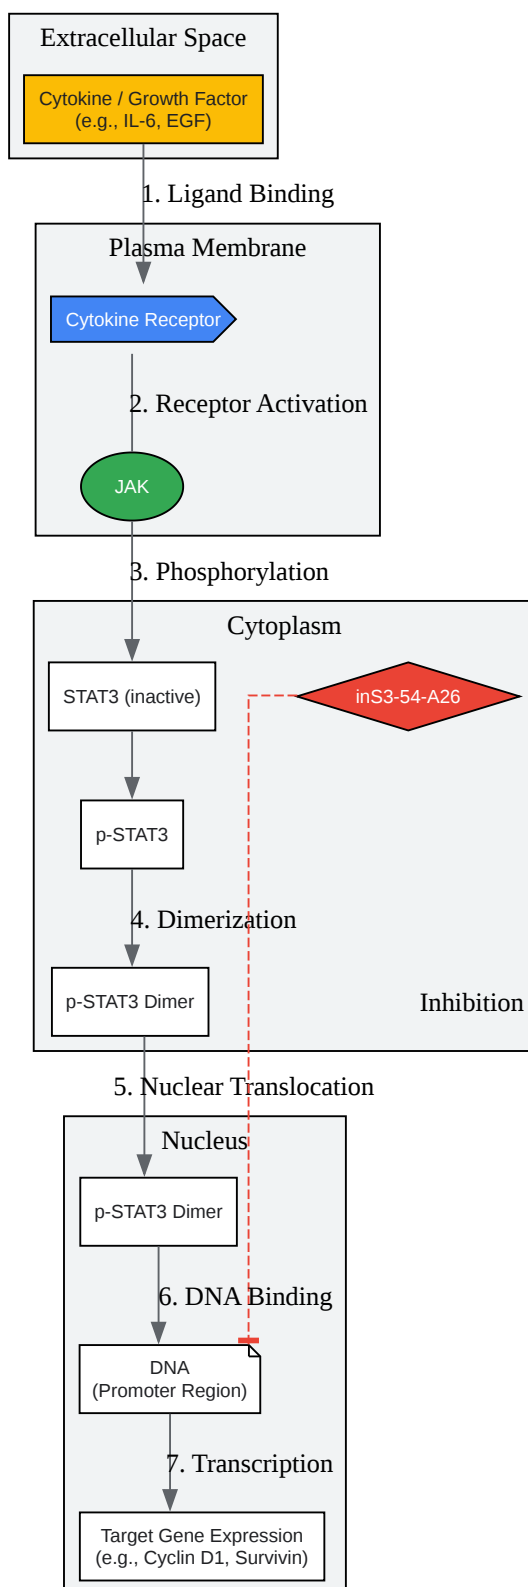 Extracellular Space
Cytokine / Growth Factor
(e.g., IL-6, EGF)
1. Ligand Binding
Plasma Membrane
Cytokine Receptor
2. Receptor Activation
JAK
3. Phosphorylation
Cytoplasm
STAT3 (inactive)
inS3-54-A26
p-STAT3
4. Dimerization
p-STAT3 Dimer
Inhibition
5. Nuclear Translocation
Nucleus
p-STAT3 Dimer
6. DNA Binding
DNA
(Promoter Region)
7. Transcription
Target Gene Expression
(e.g., Cyclin D1, Survivin)